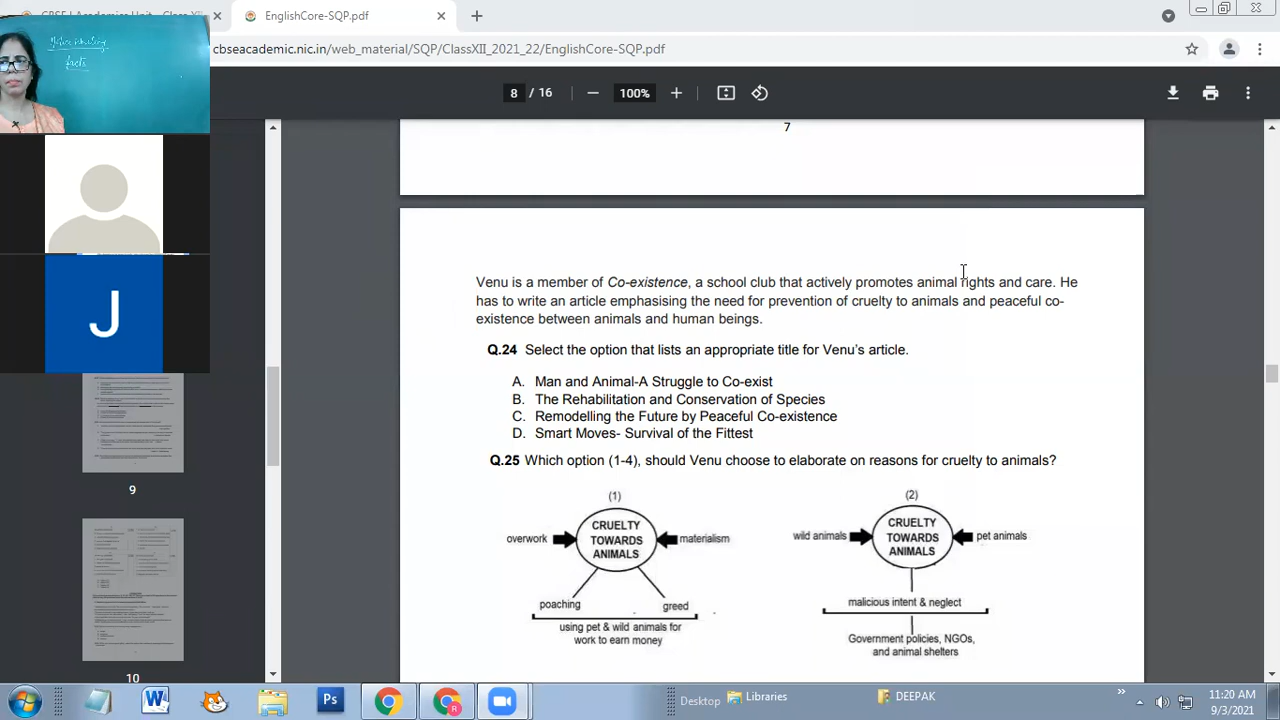 EnglishCore-SQP.pdf
cbseacademic.nic.in/web_material/SQP/ClassXII_2021_22/EnglishCore-SQP.pdf
8 / 16
100%
Notice Writing
facts
J
9
10
7
Venu is a member of Co-existence, a school club that actively promotes animal rights and care. He
has to write an article emphasising the need for prevention of cruelty to animals and peaceful co-
existence between animals and human beings.
Q.24 Select the option that lists an appropriate title for Venu's article.
A. Man and Animal-A Struggle to Co-exist
B. The Rehabilitation and Conservation of Species
C. Remodelling the Future by Peaceful Co-existence
D. Smart Moves- Survival of the Fittest
Q.25 Which option (1-4), should Venu choose to elaborate on reasons for cruelty to animals?
(1)
overwork
CRUELTY
TOWARDS
ANIMALS
materialism
poaching
greed
using pet & wild animals for
work to earn money
(2)
wild animals
CRUELTY
TOWARDS
ANIMALS
pet animals
malicious intent & neglect
Government policies, NGOs,
and animal shelters
Desktop
Libraries
DEEPAK
11:20 AM
9/3/2021